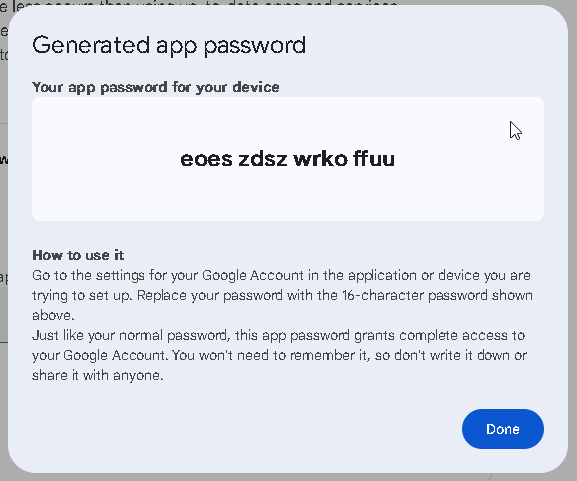 Generated app password
Your app password for your device
eoes zdsz wrko ffuu
How to use it
Go to the settings for your Google Account in the application or device you are
trying to set up. Replace your password with the 16-character password shown
above.
Just like your normal password, this app password grants complete access to
your Google Account. You won't need to remember it, so don't write it down or
share it with anyone.
Done